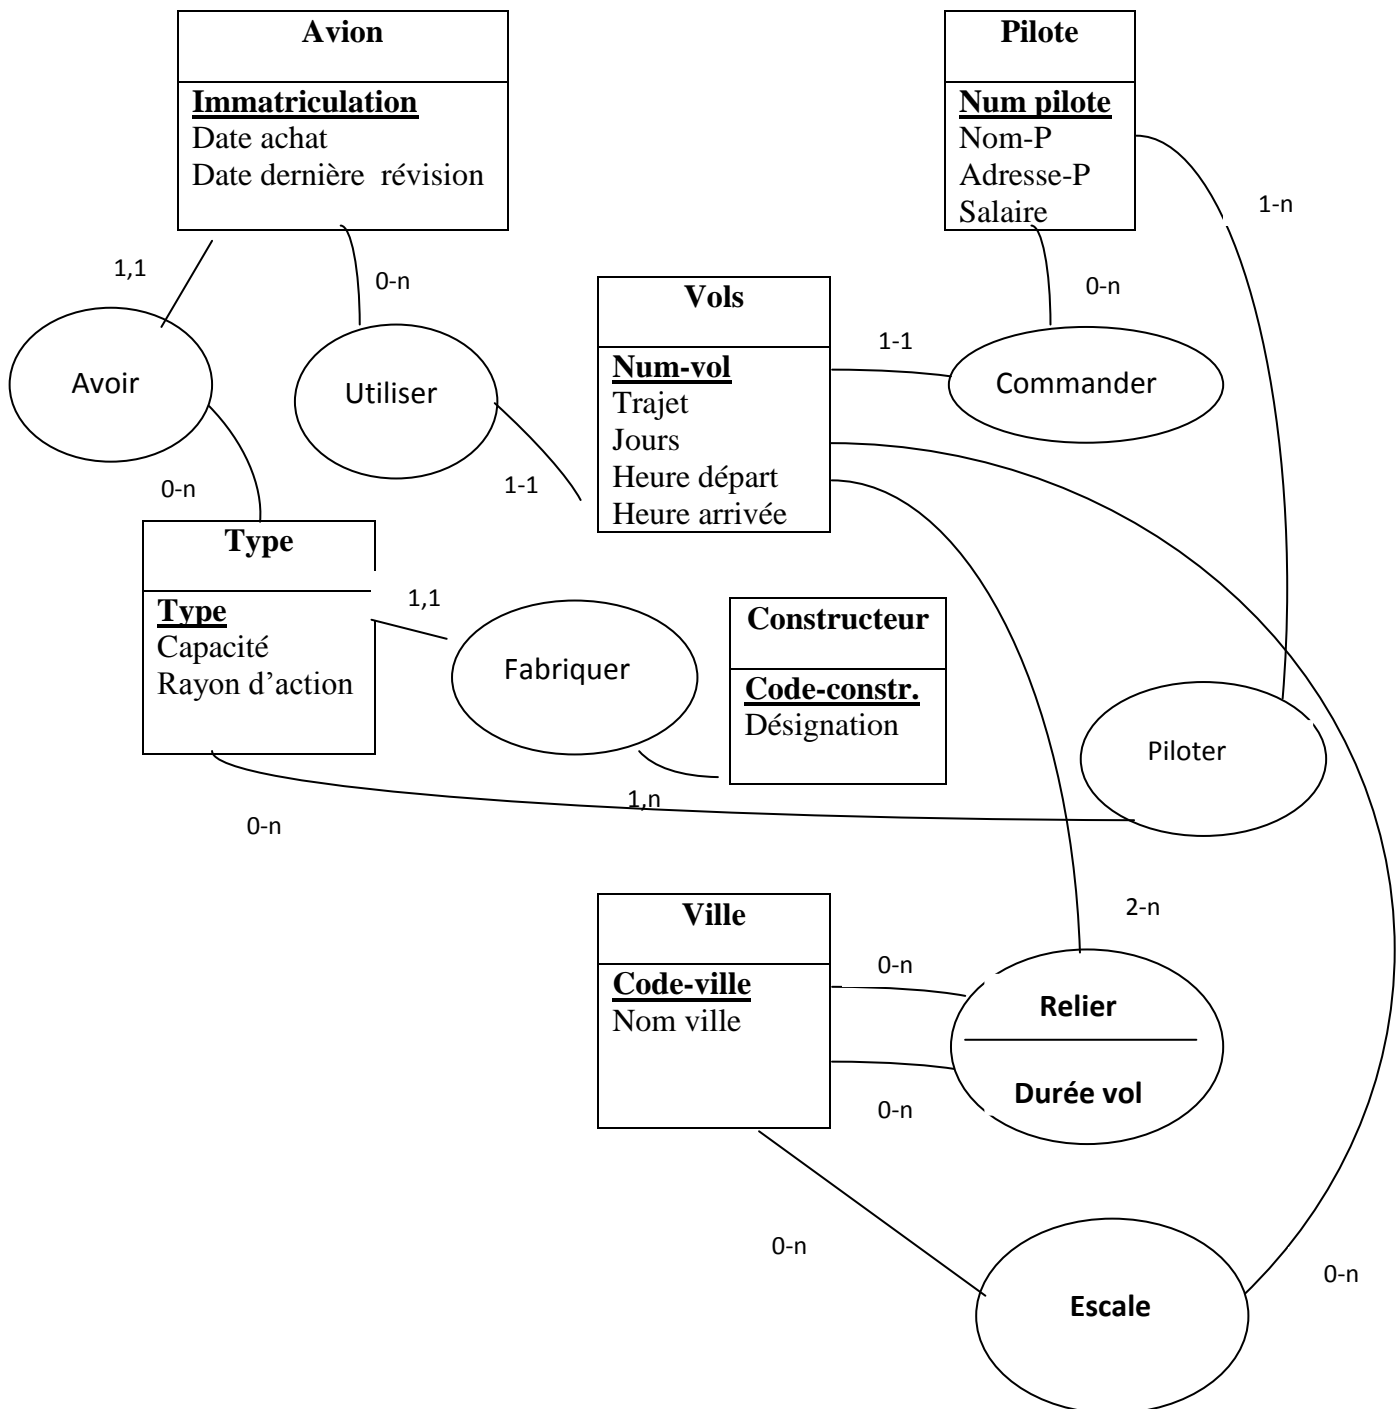 Avion
Immatriculation
Date achat
Date dernière révision
Pilote
Num pilote
Nom-P
Adresse-P
Salaire
1-n
1,1
0-n
0-n
Vols
Num-vol
Trajet
Jours
Heure départ
Heure arrivée
1-1
Commander
Avoir
Utiliser
0-n
1-1
Type
Type
Capacité
Rayon d’action
1,1
Fabriquer
Constructeur
Code-constr.
Désignation
Piloter
1,n
0-n
Ville
Code-ville
Nom ville
2-n
0-n
Relier
Durée vol
0-n
0-n
0-n
Escale